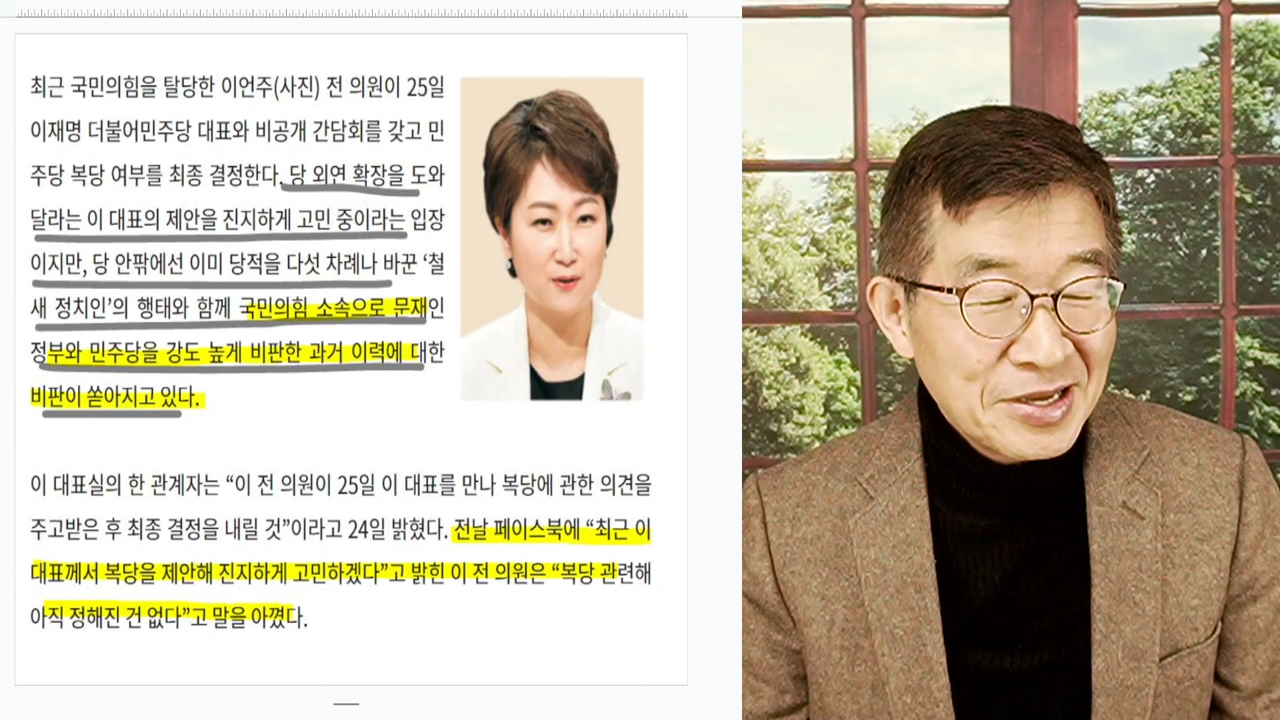 최근 국민의힘을 탈당한 이언주(사진) 전 의원이 25일
이재명 더불어민주당 대표와 비공개 간담회를 갖고 민
주당 복당 여부를 최종 결정한다. 당 외연 확장을 도와
달라는 이 대표의 제안을 진지하게 고민 중이라는 입장
이지만, 당 안팎에선 이미 당적을 다섯 차례나 바꾼 ‘철
새 정치인’의 행태와 함께 국민의힘 소속으로 문재인
정부와 민주당을 강도 높게 비판한 과거 이력에 대한
비판이 쏟아지고 있다.
이 대표실의 한 관계자는 “이 전 의원이 25일 이 대표를 만나 복당에 관한 의견을
주고받은 후 최종 결정을 내릴 것”이라고 24일 밝혔다. 전날 페이스북에 “최근 이
대표께서 복당을 제안해 진지하게 고민하겠다”고 밝힌 이 전 의원은 “복당 관련해
아직 정해진 건 없다”고 말을 아꼈다.